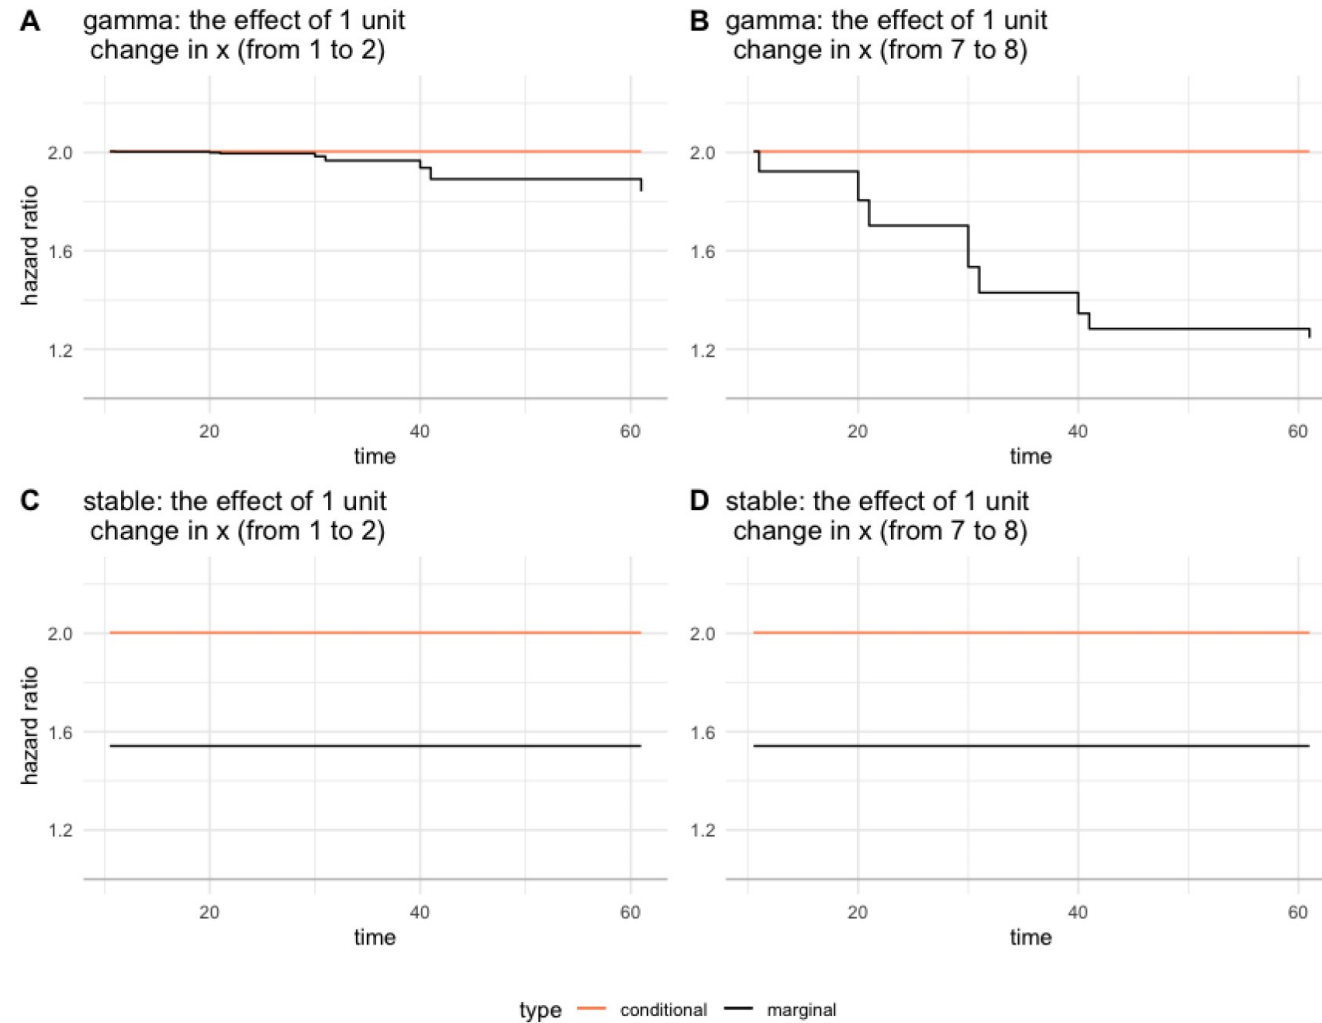 A gamma: the effect of 1 unit
change in x (from 1 to 2)
hazard ratio
2.0
1.6
1.2
20 40 60
time
B gamma: the effect of 1 unit
change in x (from 7 to 8)
2.0
1.6
1.2
20 40 60
time
C stable: the effect of 1 unit
change in x (from 1 to 2)
hazard ratio
2.0
1.6
1.2
20 40 60
time
D stable: the effect of 1 unit
change in x (from 7 to 8)
2.0
1.6
1.2
20 40 60
time
type conditional marginal